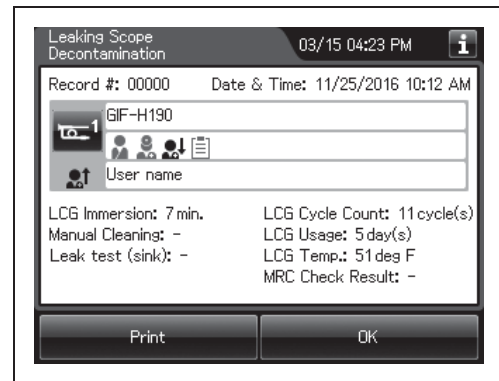 Leaking Scope
Decontamination
03/15 04:23 PM
i
Record #: 00000 Date & Time: 11/25/2016 10:12 AM
1
GIF-H190
User name
LCG Immersion: 7 min. LCG Cycle Count: 11 cycle(s)
Manual Cleaning: - LCG Usage: 5 day(s)
Leak test (sink): - LCG Temp.: 51 deg F
MRC Check Result: -
Print OK